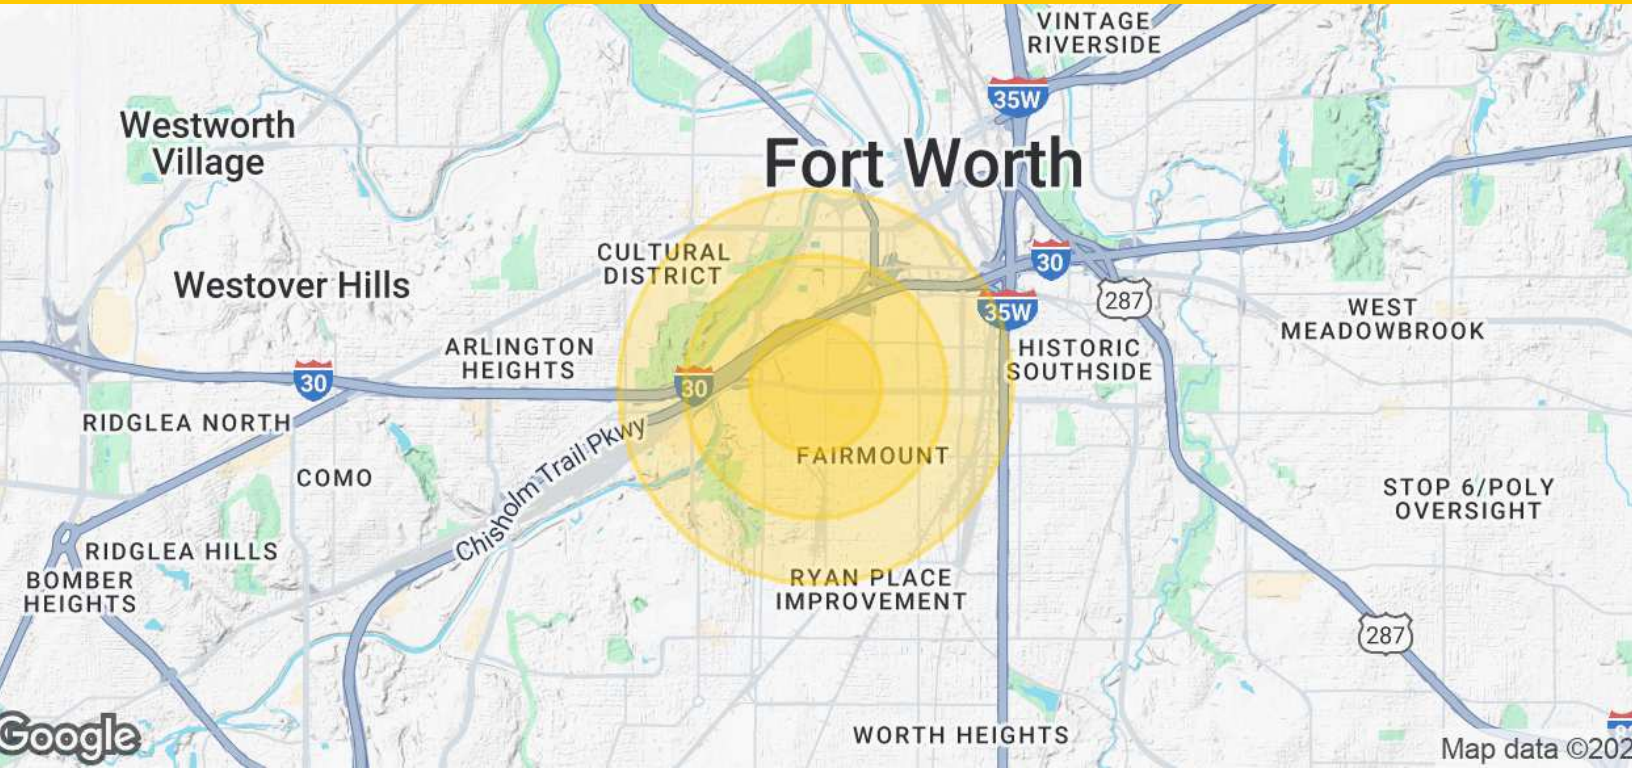 VINTAGE
RIVERSIDE
35W
Westworth
Village
Fort Worth
CULTURAL
DISTRICT
30
Westover Hills
287
35W
WEST
MEADOWBROOK
ARLINGTON
HEIGHTS
HISTORIC
SOUTHSIDE
30
30
RIDGLEA NORTH
Chisholm Trail Pkwy
FAIRMOUNT
COMO
STOP 6/POLY
OVERSIGHT
RIDGLEA HILLS
BOMBER
HEIGHTS
RYAN PLACE
IMPROVEMENT
287
WORTH HEIGHTS
Google
Map data ©202